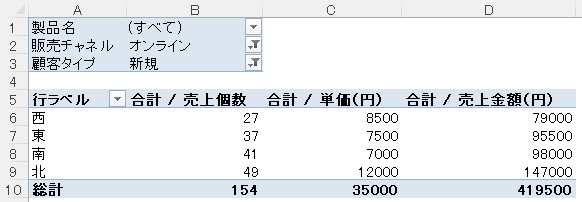 A B C D
1 製品名 (すべて)
2 販売チャネル オンライン
3 顧客タイプ 新規
4
5 行ラベル 合計 / 売上個数 合計 / 単価(円) 合計 / 売上金額(円)
6 西 27 8500 79000
7 東 37 7500 95500
8 南 41 7000 98000
9 北 49 12000 147000
10 総計 154 35000 419500